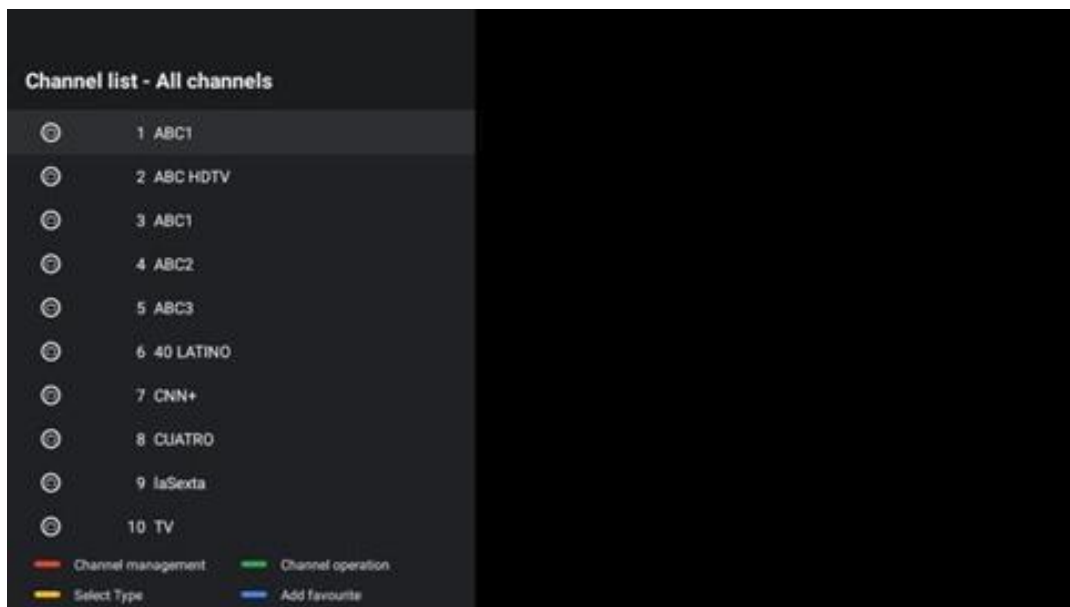 Channel list - All channels
1 ABC1
2 ABC HDTV
3 ABC1
4 ABC2
5 ABC3
6 40 LATINO
7 CNN+
8 CUATRO
9 laSexta
10 TV
Channel management Channel operation
Select Type Add favourite